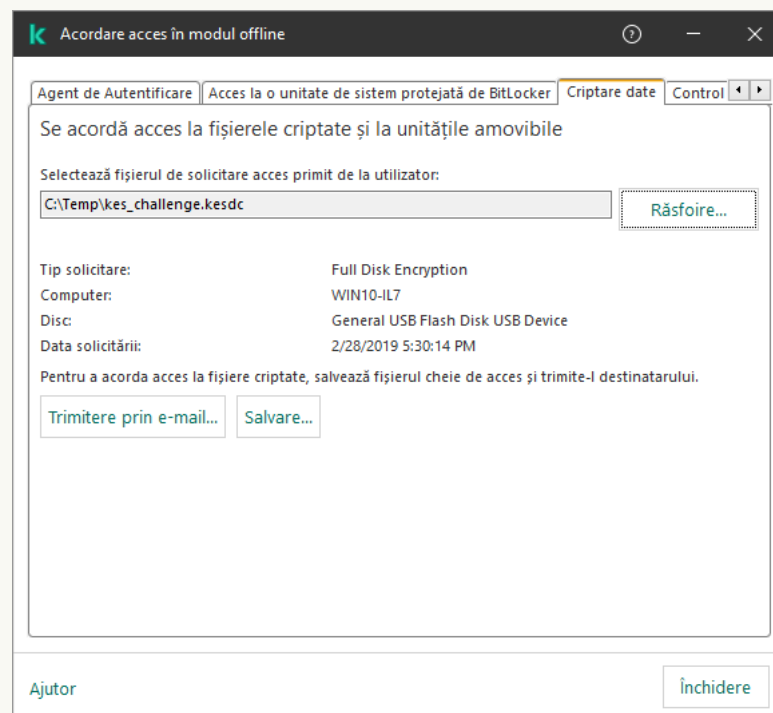 Acordare acces în modul offline
Agent de Autentificare Acces la o unitate de sistem protejată de BitLocker Criptare date Control
Se acordă acces la fișierele criptate și la unitățile amovibile
Selectează fișierul de solicitare acces primit de la utilizator:
C:\Temp\kes_challenge.kesdc Răsfoire...
Tip solicitare: Full Disk Encryption
Computer: WIN10-IL7
Disc: General USB Flash Disk USB Device
Data solicitării: 2/28/2019 5:30:14 PM
Pentru a acorda acces la fișiere criptate, salvează fișierul cheie de acces și trimite-l destinatarului.
Trimitere prin e-mail... Salvare...
Ajutor Închidere